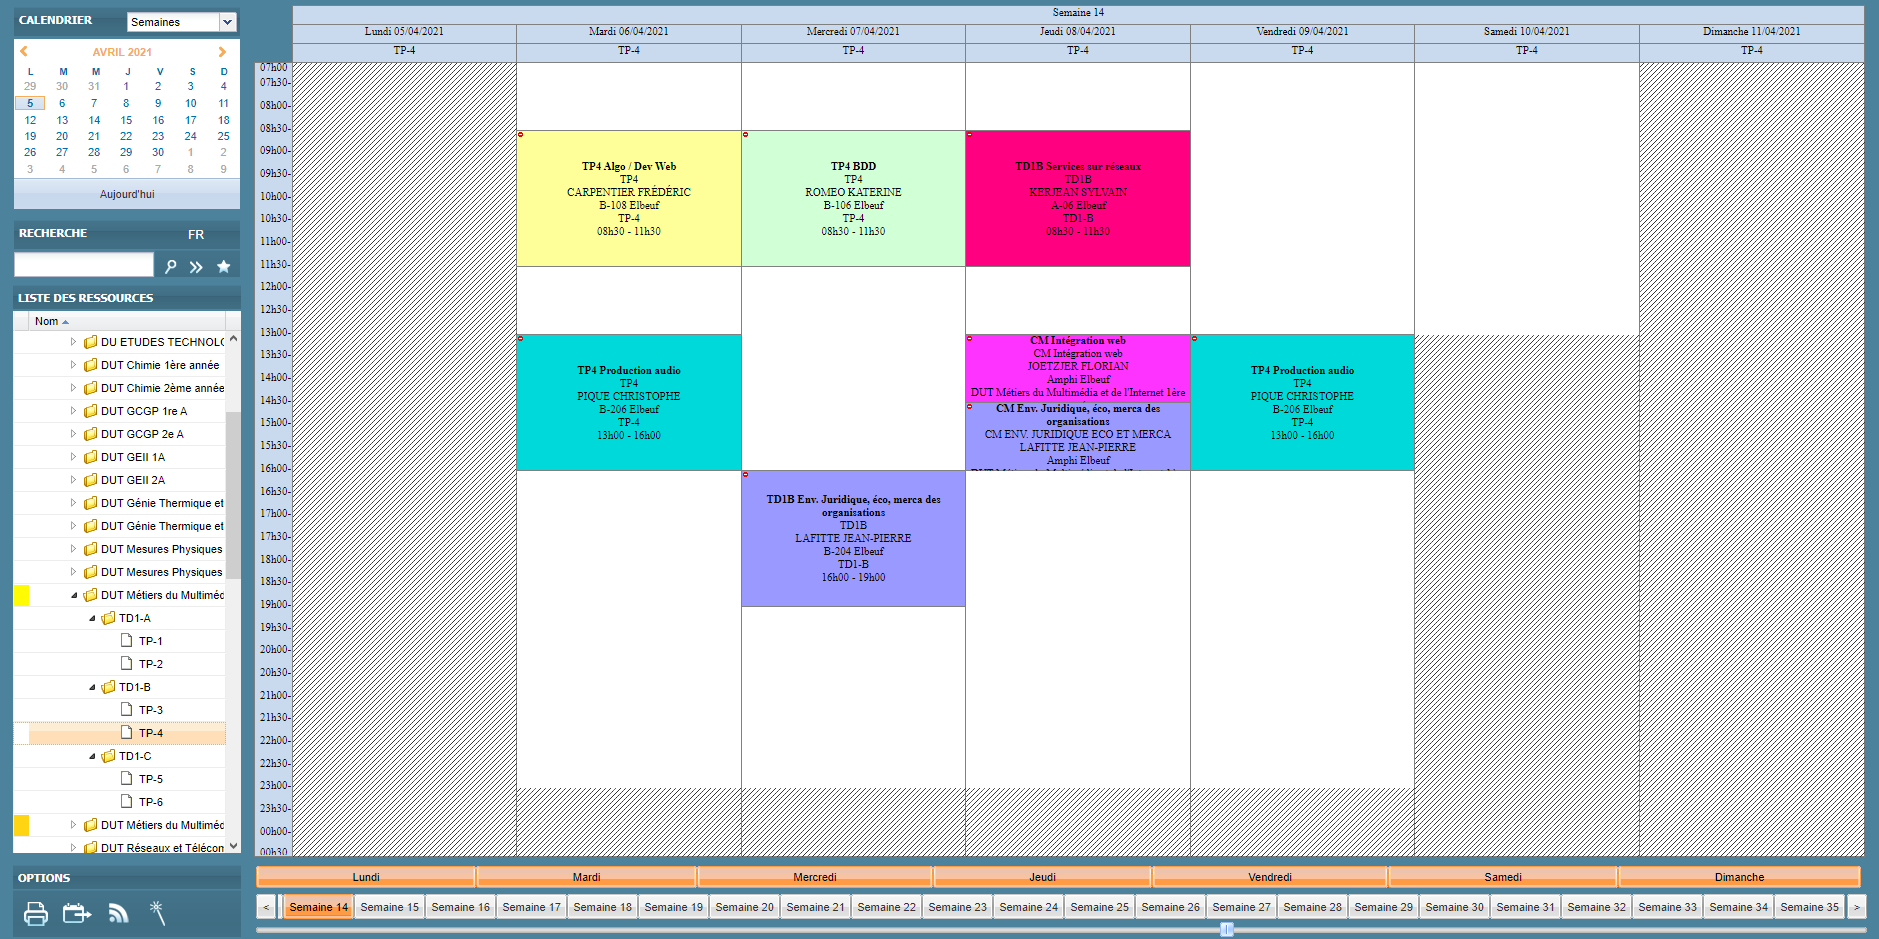 CALENDRIER
Semaines
AVRIL 2021
L M M J V S D
29 30 31 1 2 3 4
5 6 7 8 9 10 11
12 13 14 15 16 17 18
19 20 21 22 23 24 25
26 27 28 29 30 1 2
3 4 5 6 7 8 9
Aujourd'hui
RECHERCHE FR
LISTE DES RESSOURCES
Nom
DU ETUDES TECHNOLO
DUT Chimie 1ère année
DUT Chimie 2ème année
DUT GCGP 1re A
DUT GCGP 2e A
DUT GEII 1A
DUT GEII 2A
DUT Génie Thermique et
DUT Génie Thermique et
DUT Mesures Physiques
DUT Mesures Physiques
DUT Métiers du Multiméd
TD1-A
TP-1
TP-2
TD1-B
TP-3
TP-4
TD1-C
TP-5
TP-6
DUT Métiers du Multiméd
DUT Réseaux et Télécom
OPTIONS
Semaine 14
Lundi 05/04/2021 Mardi 06/04/2021 Mercredi 07/04/2021 Jeudi 08/04/2021 Vendredi 09/04/2021 Samedi 10/04/2021 Dimanche 11/04/2021
TP-4 TP-4 TP-4 TP-4 TP-4 TP-4 TP-4
07h00
07h30-
08h00-
08h30-
09h00-
09h30-
10h00-
10h30-
11h00-
11h30-
12h00-
12h30-
13h00-
13h30-
14h00-
14h30-
15h00-
15h30-
16h00-
16h30-
17h00-
17h30-
18h00-
18h30-
19h00-
19h30-
20h00-
20h30-
21h00-
21h30-
22h00-
22h30-
23h00-
23h30-
00h00-
00h30
TP4 Algo / Dev Web
TP4
CARPENTIER FRÉDÉRIC
B-108 Elbeuf
TP-4
08h30 - 11h30
TP4 Production audio
TP4
PIQUE CHRISTOPHE
B-206 Elbeuf
TP-4
13h00 - 16h00
TP4 BDD
TP4
ROMEO KATERINE
B-106 Elbeuf
TP-4
08h30 - 11h30
TD1B Env. Juridique, éco, merca des
organisations
TD1B
LAFITTE JEAN-PIERRE
B-204 Elbeuf
TD1-B
16h00 - 19h00
TD1B Services sur réseaux
TD1B
KERJEAN SYLVAIN
A-06 Elbeuf
TD1-B
08h30 - 11h30
CM Intégration web
CM Intégration web
JOETZJER FLORIAN
Amphi Elbeuf
DUT Métiers du Multimédia et de l'Internet 1ère
CM Env. Juridique, éco, merca des
organisations
CM ENV. JURIDIQUE ECO ET MERCA
LAFITTE JEAN-PIERRE
Amphi Elbeuf
TP4 Production audio
TP4
PIQUE CHRISTOPHE
B-206 Elbeuf
TP-4
13h00 - 16h00
Lundi Mardi Mercredi Jeudi Vendredi Samedi Dimanche
< Semaine 14 Semaine 15 Semaine 16 Semaine 17 Semaine 18 Semaine 19 Semaine 20 Semaine 21 Semaine 22 Semaine 23 Semaine 24 Semaine 25 Semaine 26 Semaine 27 Semaine 28 Semaine 29 Semaine 30 Semaine 31 Semaine 32 Semaine 33 Semaine 34 Semaine 35 >